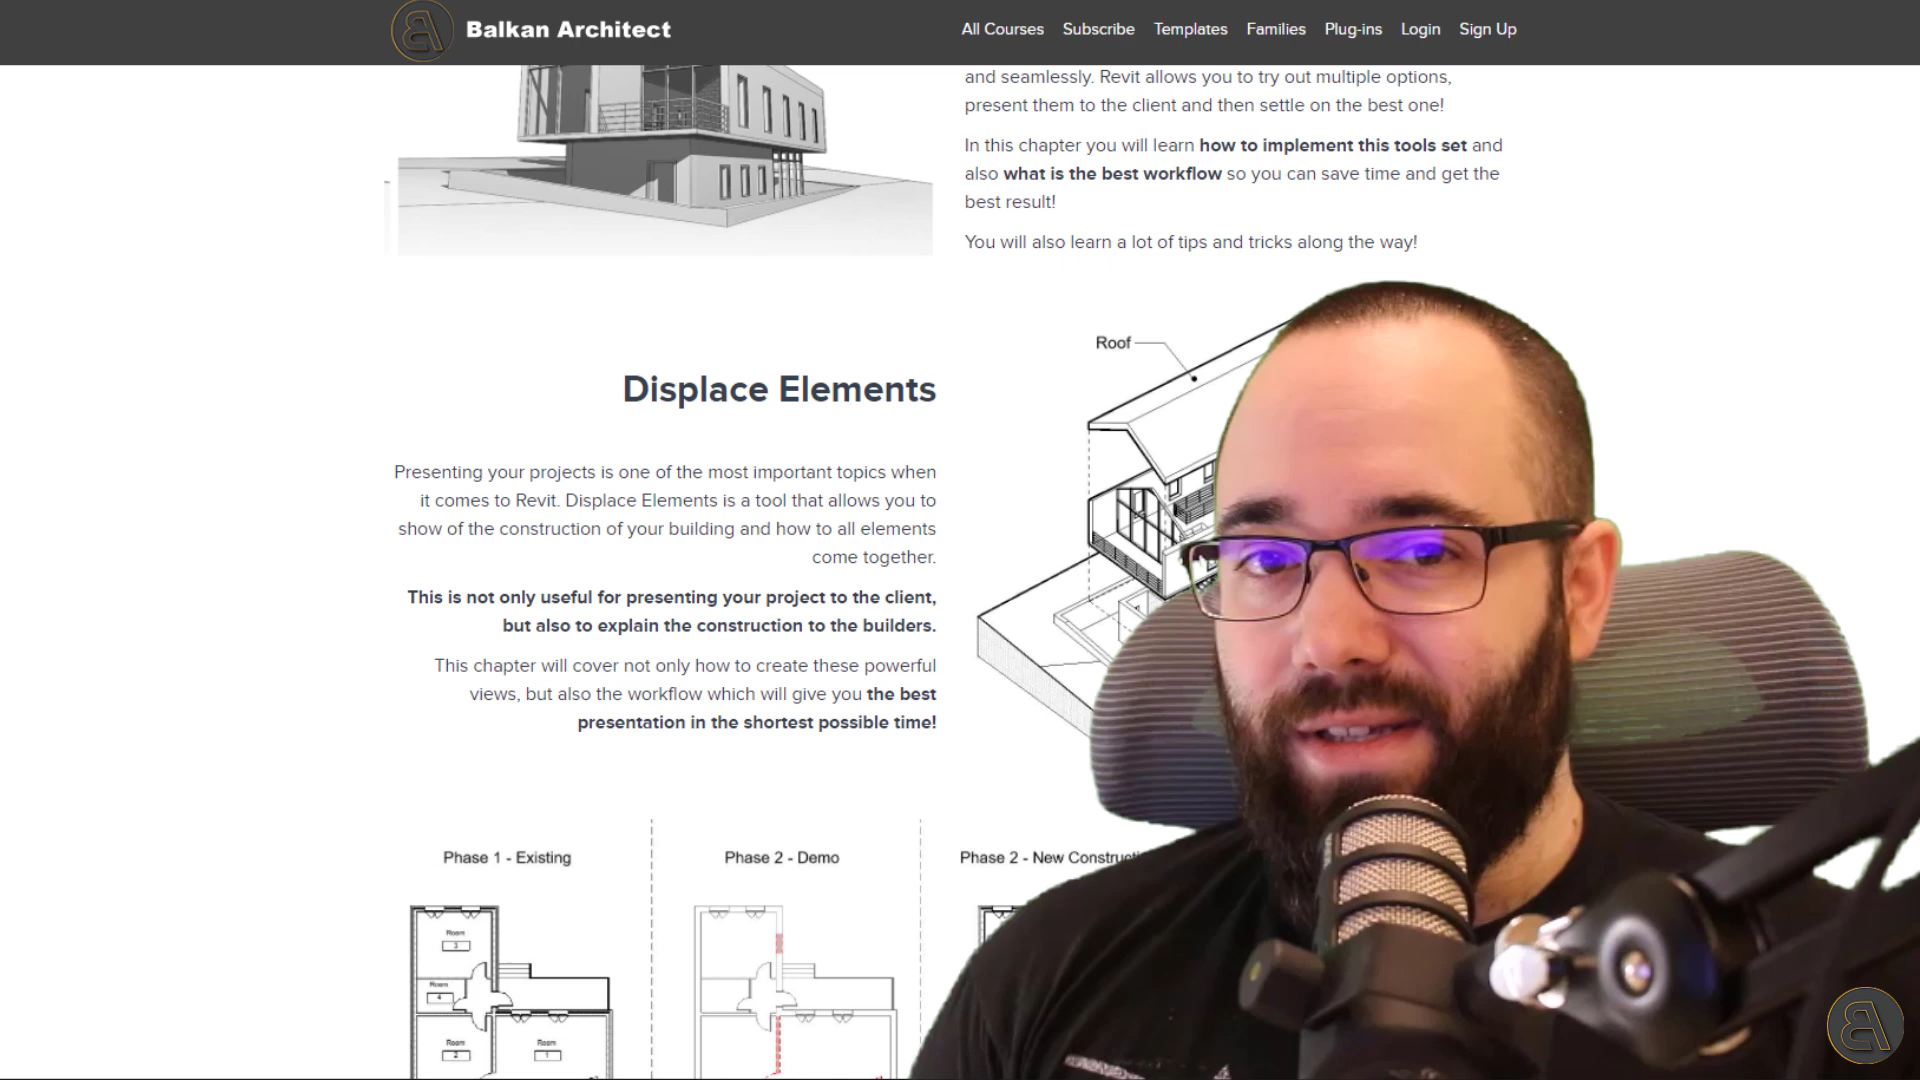 Balkan Architect
All Courses Subscribe Templates Families Plug-ins Login Sign Up
and seamlessly. Revit allows you to try out multiple options,
present them to the client and then settle on the best one!
In this chapter you will learn how to implement this tools set and
also what is the best workflow so you can save time and get the
best result!
You will also learn a lot of tips and tricks along the way!
Roof
Displace Elements
Presenting your projects is one of the most important topics when
it comes to Revit. Displace Elements is a tool that allows you to
show of the construction of your building and how to all elements
come together.
This is not only useful for presenting your project to the client,
but also to explain the construction to the builders.
This chapter will cover not only how to create these powerful
views, but also the workflow which will give you the best
presentation in the shortest possible time!
Phase 1 - Existing
Phase 2 - Demo
Phase 2 - New Constructi
Room
3
Room
4
Room
2
Room
1